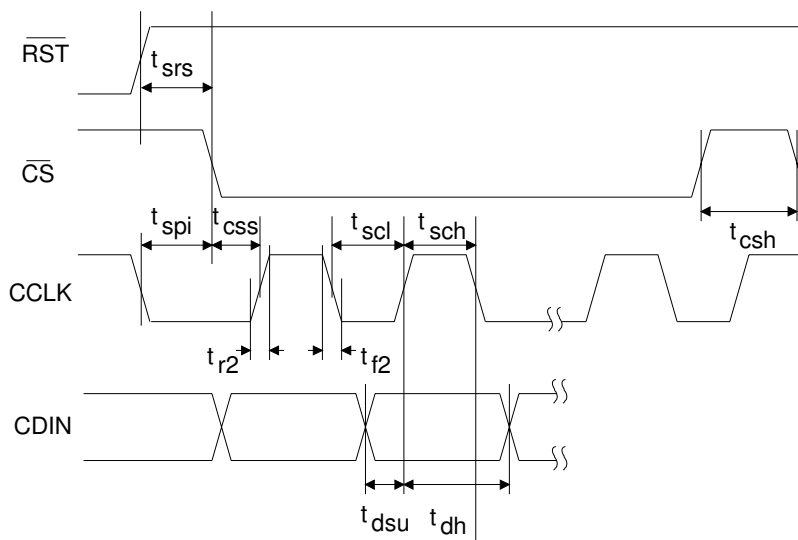 RST
t srs
CS
t spi t css t scl t sch t csh
CCLK
t r2 t f2
CDIN
t dsu t dh